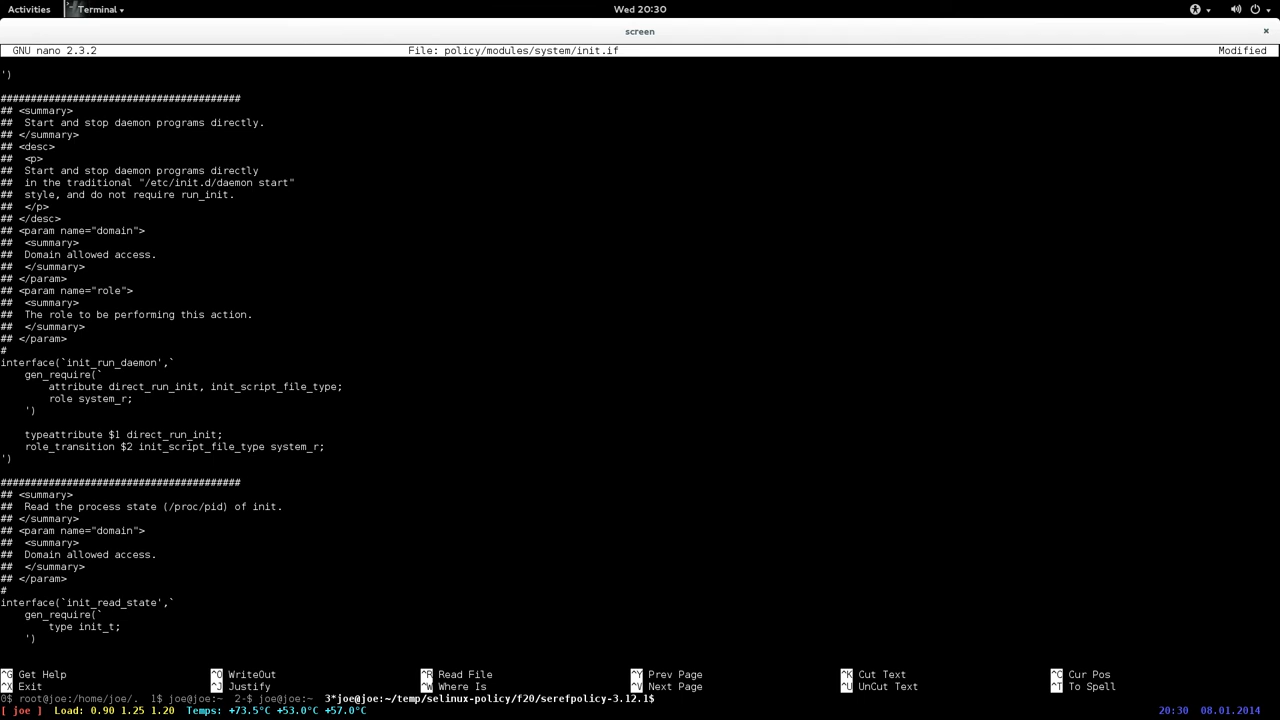 Activities Terminal Wed 20:30
screen ×
GNU nano 2.3.2 File: policy/modules/system/init.if Modified
')
########################################
## <summary>
##  Start and stop daemon programs directly.
## </summary>
## <desc>
##  <p>
##  Start and stop daemon programs directly
##  in the traditional "/etc/init.d/daemon start"
##  style, and do not require run_init.
##  </p>
## </desc>
## <param name="domain">
##  <summary>
##  Domain allowed access.
##  </summary>
## </param>
## <param name="role">
##  <summary>
##  The role to be performing this action.
##  </summary>
## </param>
#
interface(`init_run_daemon',`
    gen_require(`
        attribute direct_run_init, init_script_file_type;
        role system_r;
    ')
    typeattribute $1 direct_run_init;
    role_transition $2 init_script_file_type system_r;
')
########################################
## <summary>
##  Read the process state (/proc/pid) of init.
## </summary>
## <param name="domain">
##  <summary>
##  Domain allowed access.
##  </summary>
## </param>
#
interface(`init_read_state',`
    gen_require(`
        type init_t;
    ')
^G Get Help ^O WriteOut ^R Read File ^Y Prev Page ^K Cut Text ^C Cur Pos
^X Exit ^J Justify ^W Where Is ^V Next Page ^U UnCut Text ^T To Spell
0$ root@joe:/home/joe/. 1$ joe@joe:~ 2-$ joe@joe:~ 3*joe@joe:~/temp/selinux-policy/f20/serefpolicy-3.12.1$
[ joe ] Load: 0.90 1.25 1.20 Temps: +73.5°C +53.0°C +57.0°C 20:30 08.01.2014